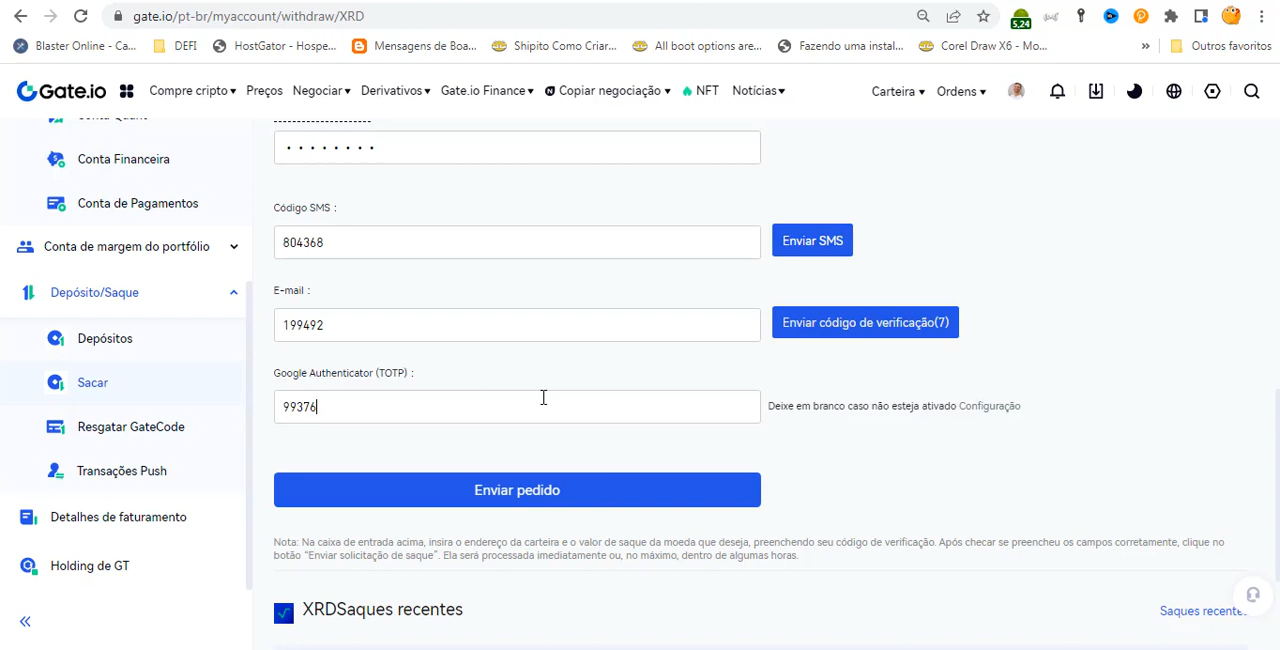 gate.io/pt-br/myaccount/withdraw/XRD
5,24
Blaster Online - Ca...
DEFI
HostGator - Hospe...
Mensagens de Boa...
Shipito Como Criar...
All boot options are...
Fazendo uma instal...
Corel Draw X6 - Mo...
»
Outros favoritos
Gate.io
Compre cripto
Preços
Negociar
Derivativos
Gate.io Finance
Copiar negociação
NFT
Notícias
Carteira
Ordens
Conta Quant
Conta Financeira
Conta de Pagamentos
Conta de margem do portfólio
Depósito/Saque
Depósitos
Sacar
Resgatar GateCode
Transações Push
Detalhes de faturamento
Holding de GT
«
• • • • • • • •
Código SMS :
804368
Enviar SMS
E-mail :
199492
Enviar código de verificação(7)
Google Authenticator (TOTP) :
99376
Deixe em branco caso não esteja ativado Configuração
Enviar pedido
Nota: Na caixa de entrada acima, insira o endereço da carteira e o valor de saque da moeda que deseja, preenchendo seu código de verificação. Após checar se preencheu os campos corretamente, clique no
botão "Enviar solicitação de saque". Ela será processada imediatamente ou, no máximo, dentro de algumas horas.
XRDSaques recentes
Saques recente